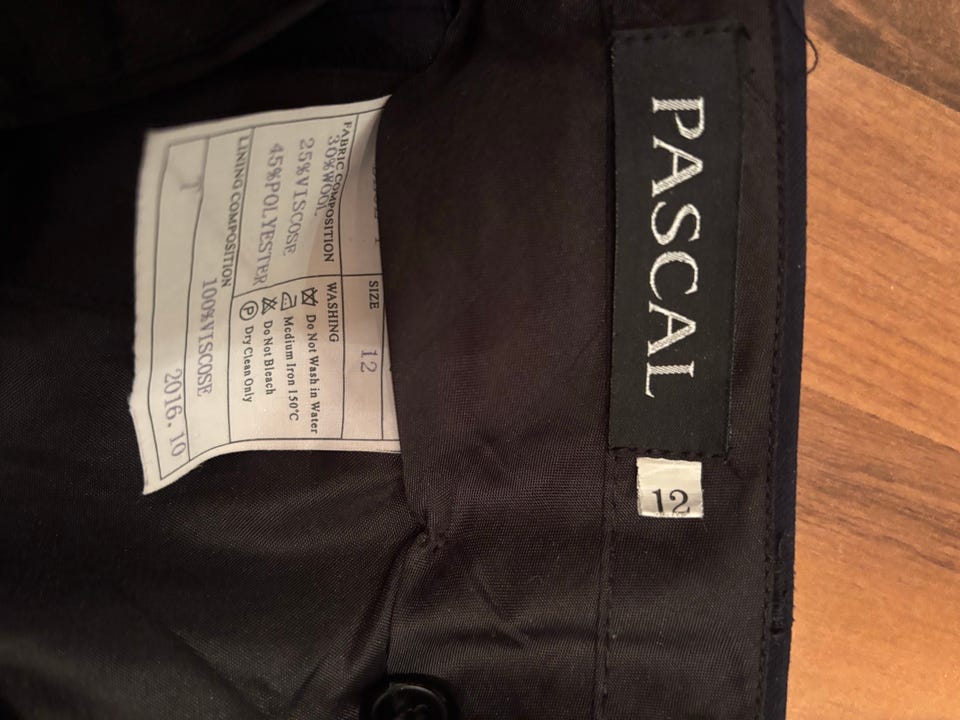 PASCAL
12
SIZE 12
FABRIC COMPOSITION
30%WOOL
25%VISCOSE
45%POLYESTER
WASHING
Do Not Wash in Water
Medium Iron 150°C
Do Not Bleach
P Dry Clean Only
LINING COMPOSITION
100%VISCOSE
2016.10